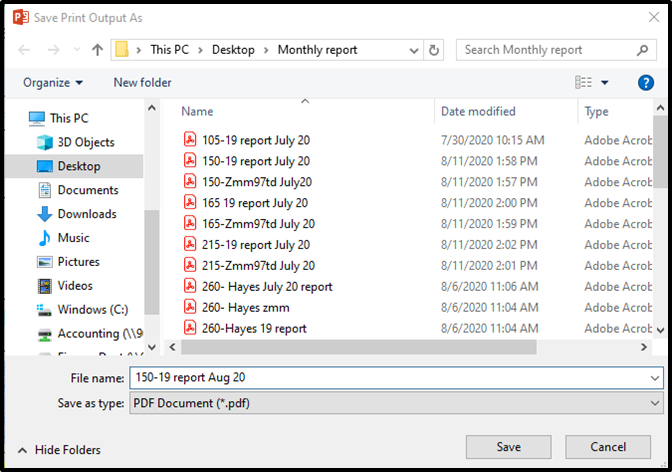 Save Print Output As
This PC > Desktop > Monthly report
Search Monthly report
Organize
New folder
?
Name
Date modified
Type
This PC
3D Objects
Desktop
Documents
Downloads
Music
Pictures
Videos
Windows (C:)
Accounting (\\9
105-19 report July 20 7/30/2020 10:15 AM Adobe Acrob
150-19 report July 20 8/11/2020 1:58 PM Adobe Acrob
150-Zmm97td July20 8/11/2020 1:57 PM Adobe Acrob
165 19 report July 20 8/11/2020 2:00 PM Adobe Acrob
165-Zmm97td July 20 8/11/2020 1:59 PM Adobe Acrob
215-19 report July 20 8/11/2020 2:02 PM Adobe Acrob
215-Zmm97td July 20 8/11/2020 2:01 PM Adobe Acrob
260- Hayes July 20 report 8/6/2020 11:06 AM Adobe Acrob
260- Hayes zmm 8/6/2020 11:04 AM Adobe Acrob
260-Hayes 19 report 8/6/2020 11:04 AM Adobe Acrob
File name: 150-19 report Aug 20
Save as type: PDF Document (*.pdf)
Hide Folders
Save
Cancel